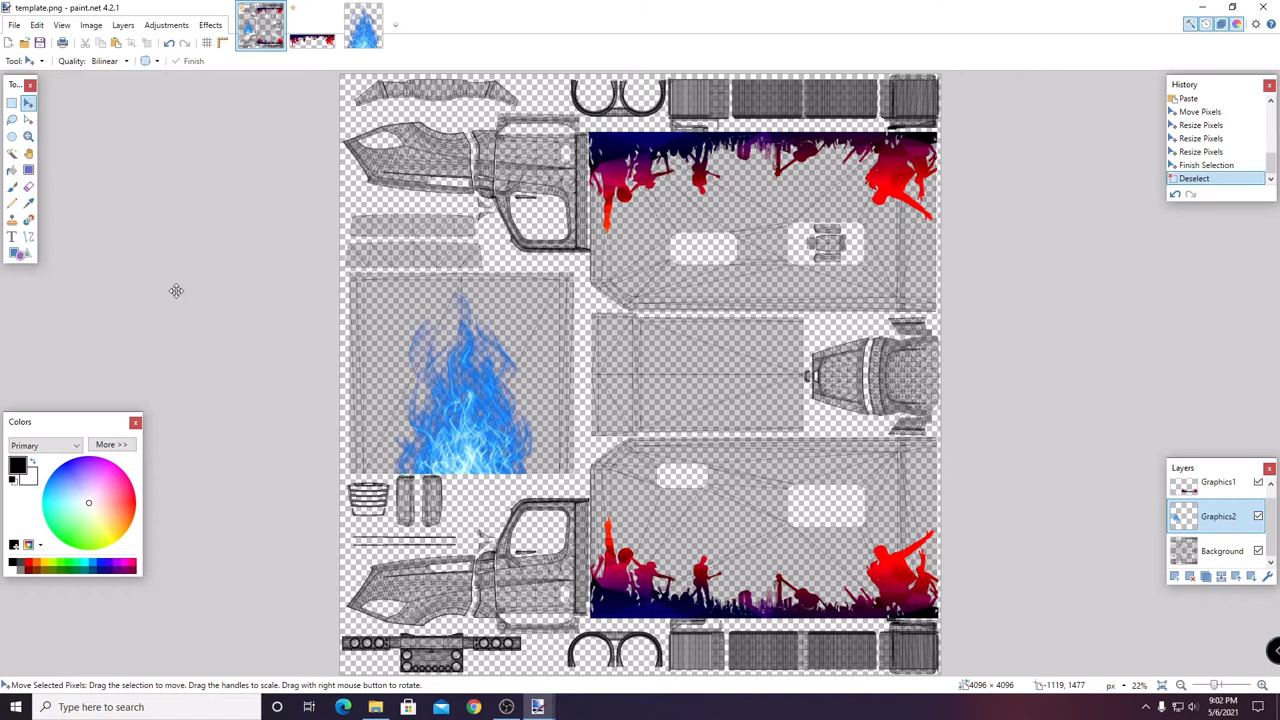 template.png - paint.net 4.2.1
File Edit View Image Layers Adjustments Effects
Tool: Quality: Bilinear Finish
To...
History
Paste
Move Pixels
Resize Pixels
Resize Pixels
Resize Pixels
Finish Selection
Deselect
Colors
Primary More >>
Layers
Graphics1
Graphics2
Background
Move Selected Pixels: Drag the selection to move. Drag the handles to scale. Drag with right mouse button to rotate. 4096 × 4096 -1119, 1477 px 22%
Type here to search
9:02 PM
5/6/2021